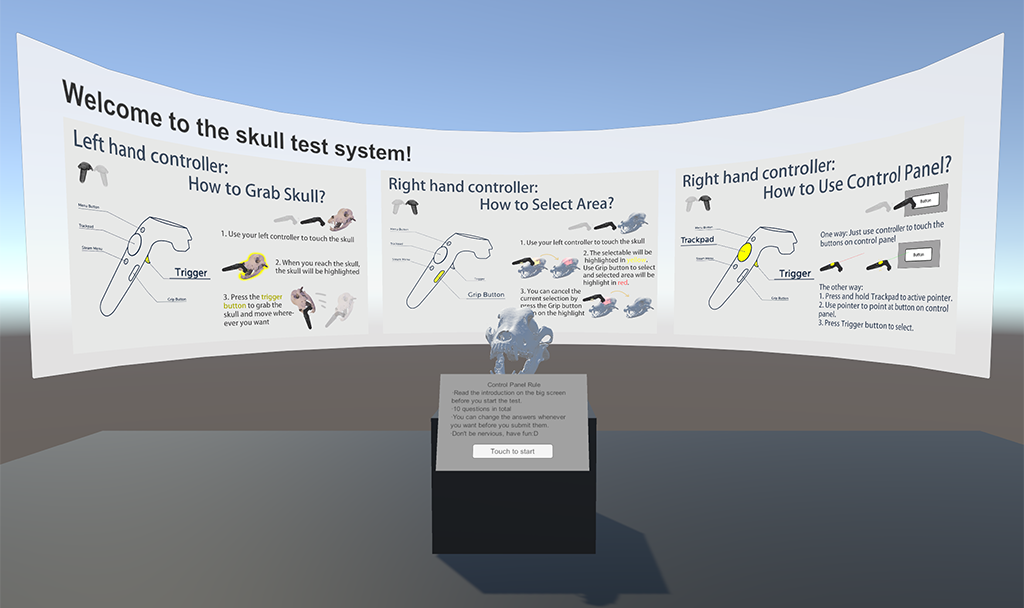 Welcome to the skull test system!
Left hand controller:
How to Grab Skull?
Menu Button
Trackpad
System Menu
Trigger
Grip Button
1. Use your left controller to touch the skull
2. When you reach the skull,
the skull will be highlighted
3. Press the trigger
button to grab the
skull and move where-
ever you want
Right hand controller:
How to Select Area?
Menu Button
Trackpad
System Menu
Trigger
Grip Button
1. Use your left controller to touch the skull
2. The selectable will be
highlighted in
Use Grip button to select
and selected area will be
highlight in red.
3. You can cancel the
current selection by
press the Grip button
on the highlight
Right hand controller:
How to Use Control Panel?
Menu Button
Trackpad
System Menu
Trigger
Grip Button
Button
One way: Just use controller to touch the
buttons on control panel
Button
The other way:
1. Press and hold Trackpad to active pointer.
2. Use pointer to point at button on control
panel.
3. Press Trigger button to select.
Control Panel Rule
·Read the introduction on the big screen
before you start the test.
·10 questions in total
·You can change the answers whenever
you want before you submit them.
·Don't be nervious, have fun:D
Touch to start